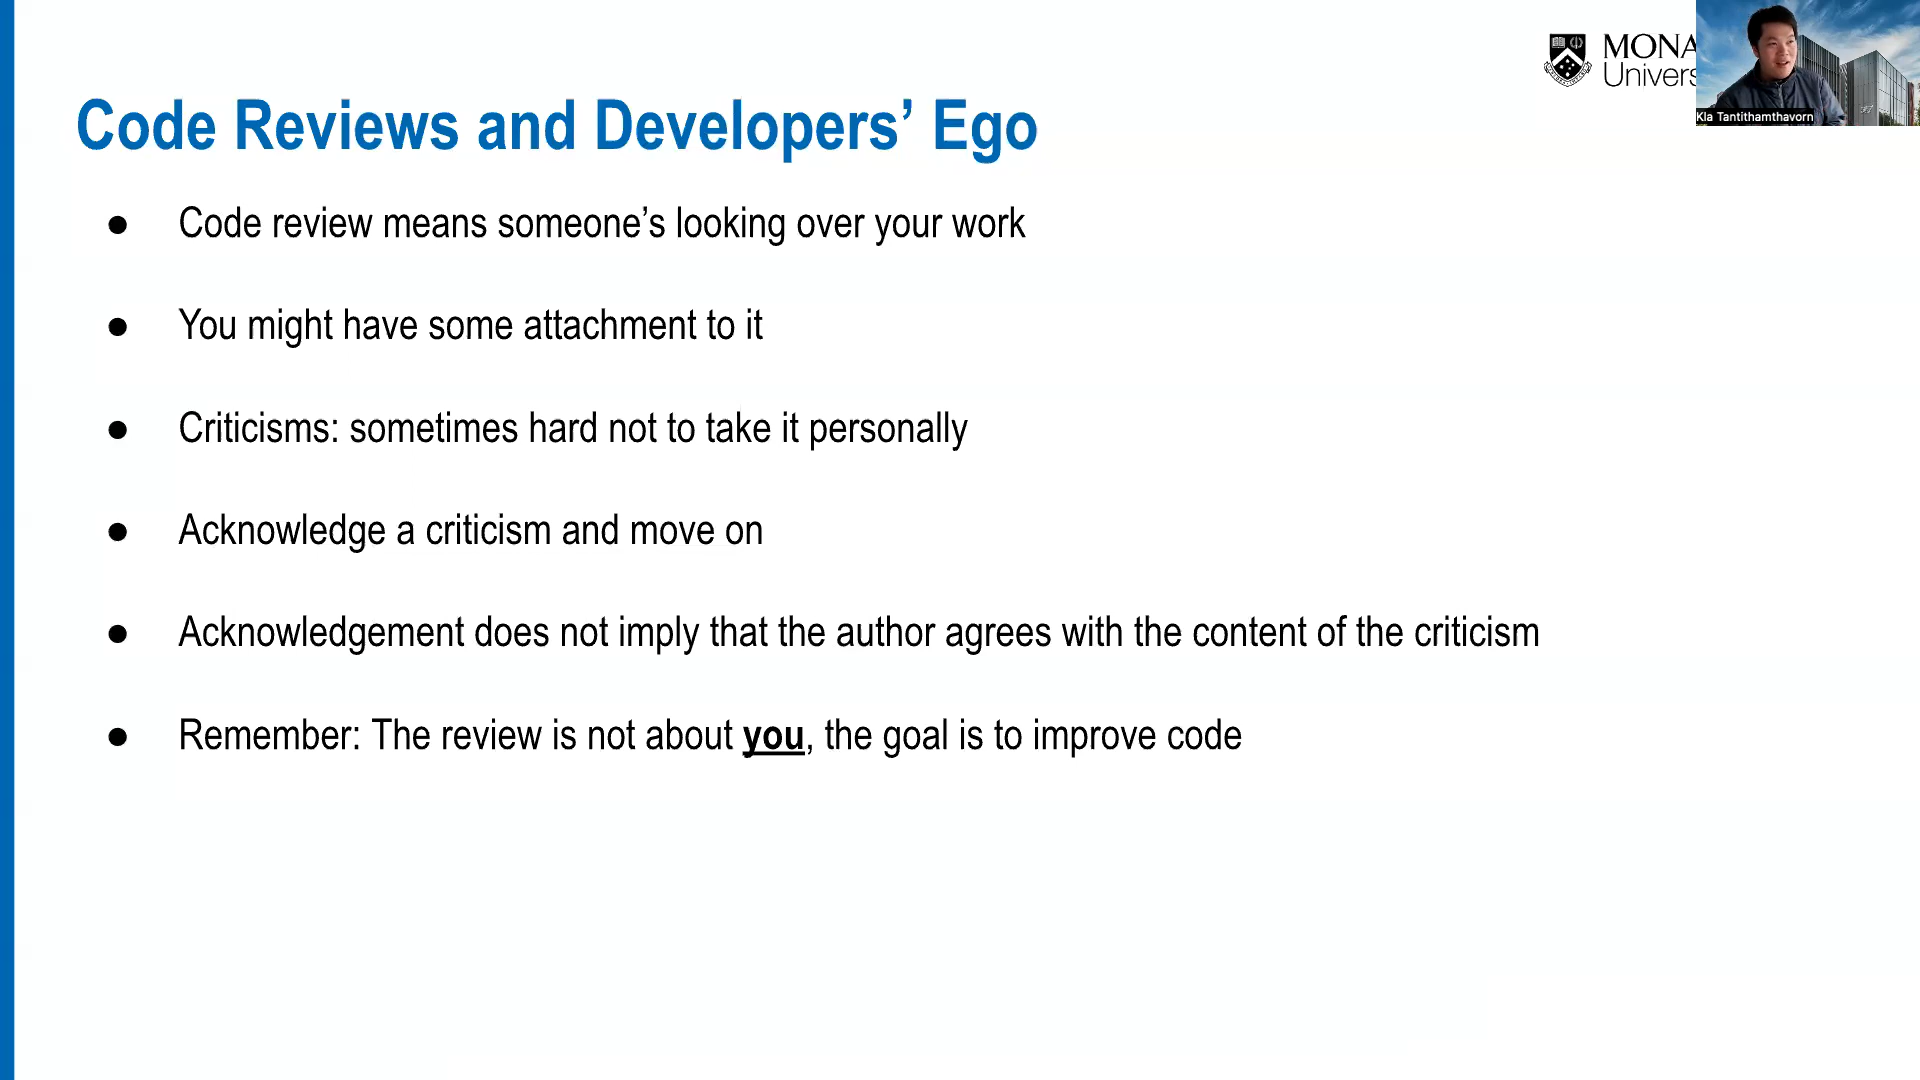 MONA
Univers
Kla Tantithamthavorn
Code Reviews and Developers’ Ego
● Code review means someone’s looking over your work
● You might have some attachment to it
● Criticisms: sometimes hard not to take it personally
● Acknowledge a criticism and move on
● Acknowledgement does not imply that the author agrees with the content of the criticism
● Remember: The review is not about you, the goal is to improve code